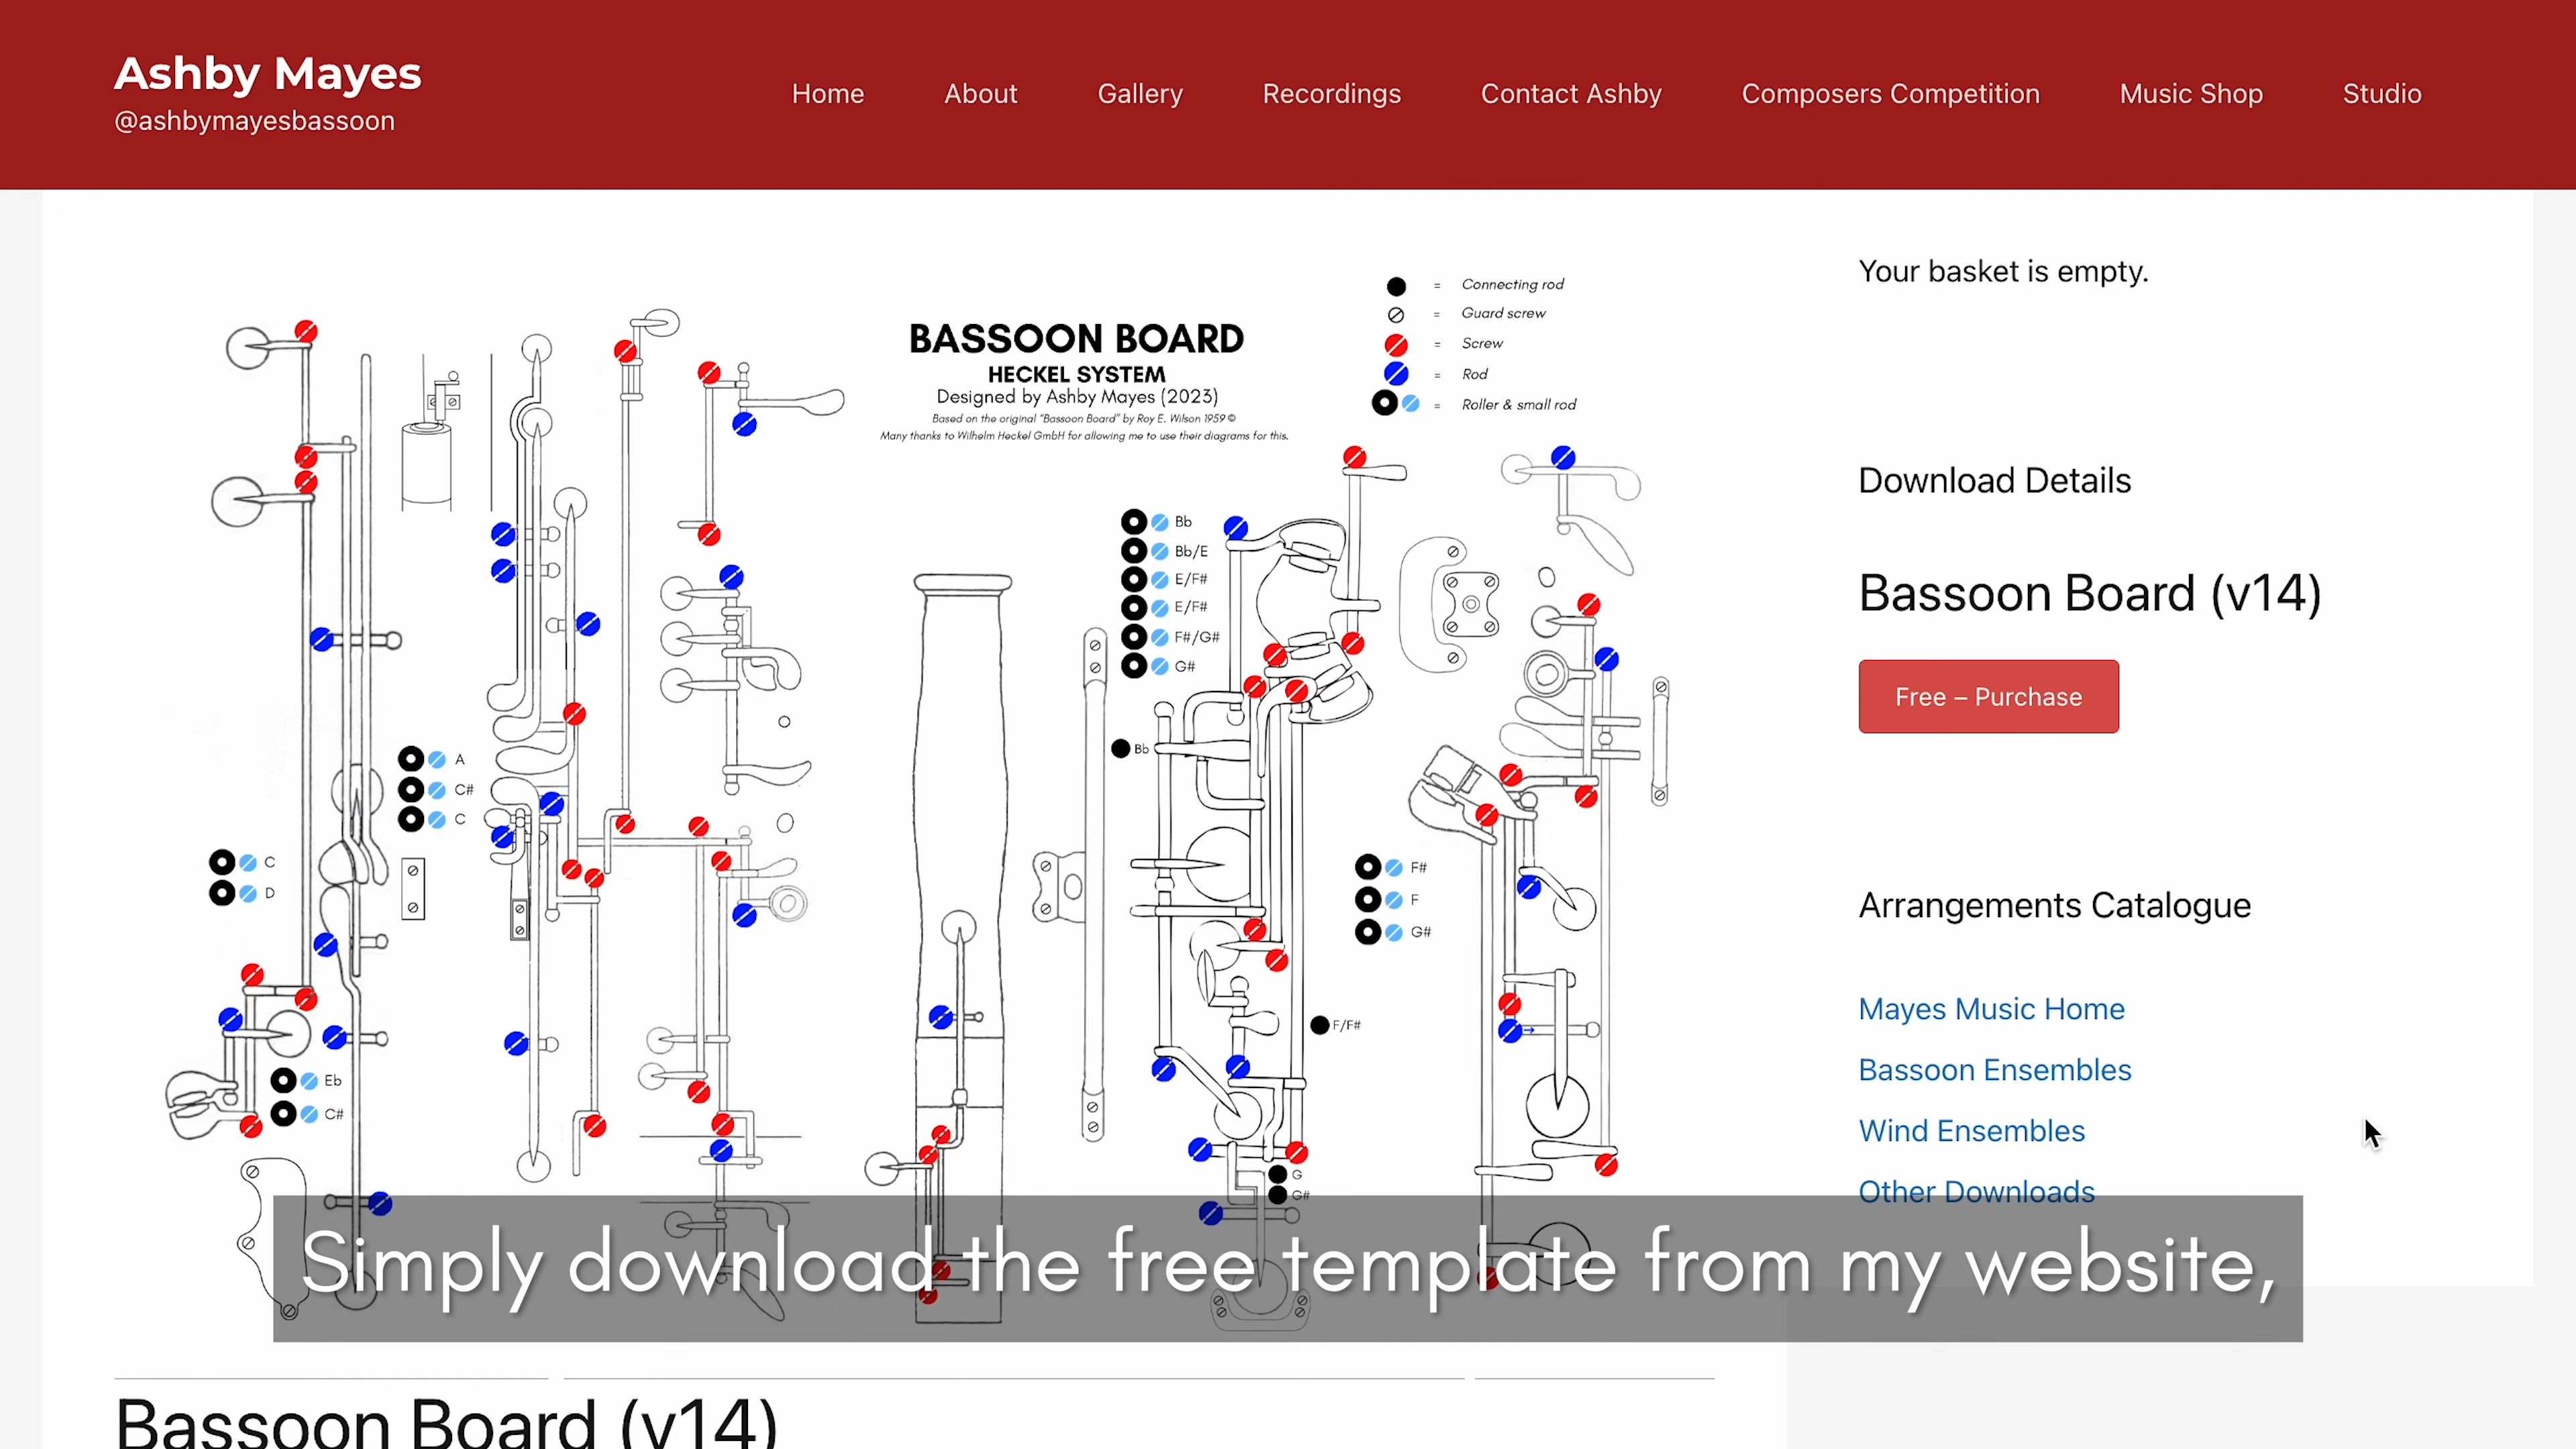 Ashby Mayes
@ashbymayesbassoon
Home About Gallery Recordings Contact Ashby Composers Competition Music Shop Studio
BASSOON BOARD
HECKEL SYSTEM
Designed by Ashby Mayes (2023)
Based on the original "Bassoon Board" by Roy E. Wilson 1959 ©
Many thanks to Wilhelm Heckel GmbH for allowing me to use their diagrams for this.
= Connecting rod
= Guard screw
= Screw
= Rod
= Roller & small rod
Bb
Bb/E
E/F#
E/F#
F#/G#
G#
Bb
A
C#
C
C
D
Eb
C#
F#
F
G#
F/F#
G
G#
Your basket is empty.
Download Details
Bassoon Board (v14)
Free – Purchase
Arrangements Catalogue
Mayes Music Home
Bassoon Ensembles
Wind Ensembles
Other Downloads
Simply download the free template from my website,
Bassoon Board (v14)